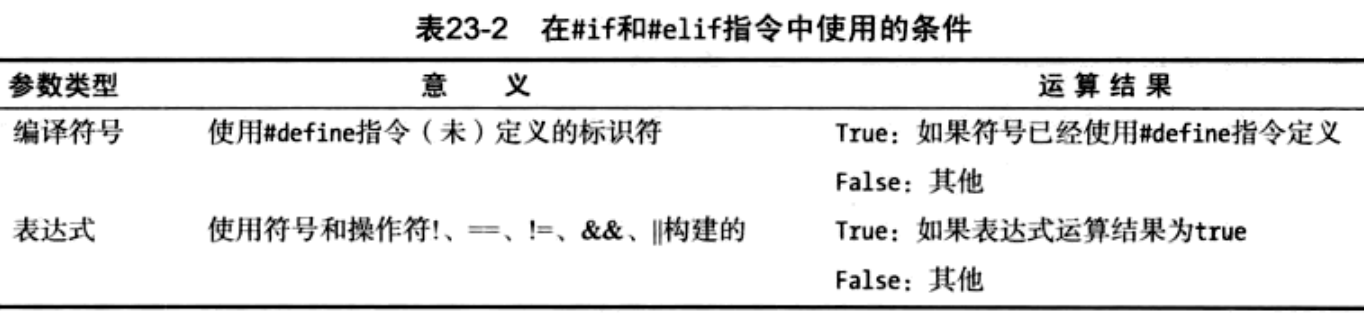 表23-2 在#if和#elif指令中使用的条件
参数类型 意 义 运算结果
编译符号 使用#define指令（未）定义的标识符 True：如果符号已经使用#define指令定义
False：其他
表达式 使用符号和操作符!、==、!=、&&、||构建的 True：如果表达式运算结果为true
False：其他